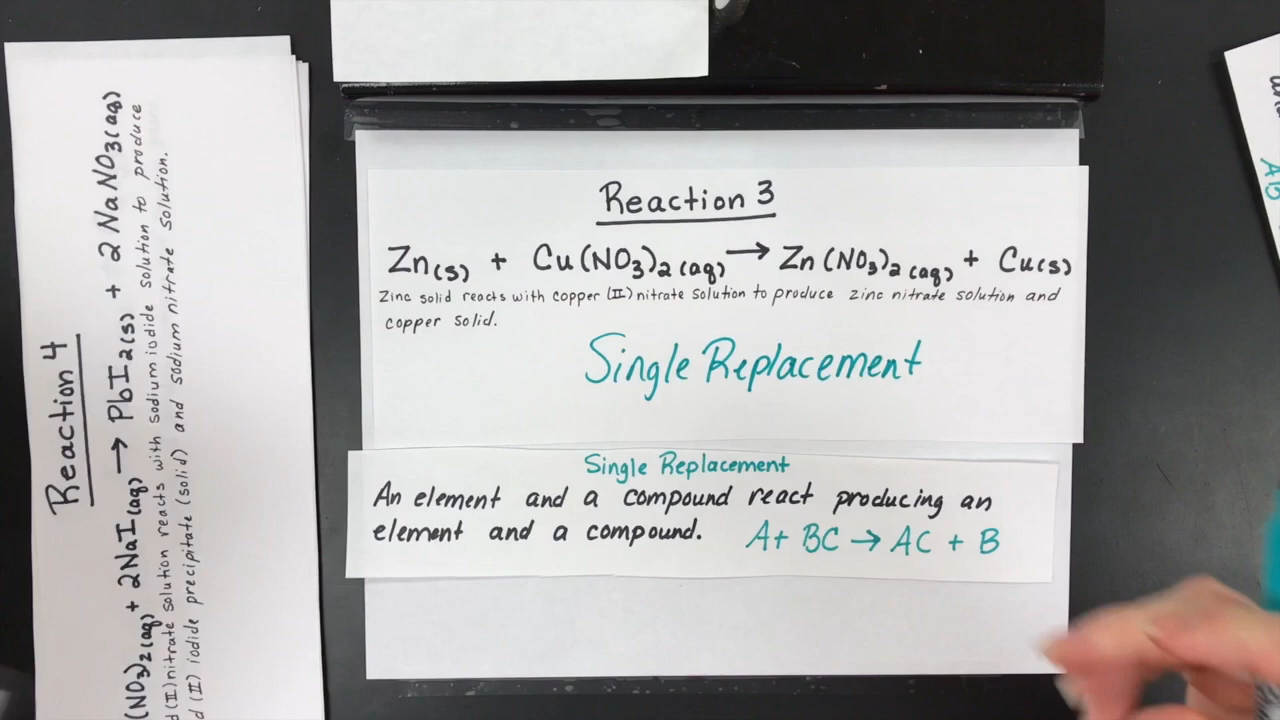 Reaction 3
Zn(s) + Cu(NO3)2(aq) → Zn(NO3)2(aq) + Cu(s)
Zinc solid reacts with copper (II) nitrate solution to produce zinc nitrate solution and
copper solid.
Single Replacement
Single Replacement
An element and a compound react producing an
element and a compound. A + BC → AC + B
Reaction 4
(NO3)2(aq) + 2NaI(aq) → PbI2(s) + 2NaNO3(aq)
(II) nitrate solution reacts with sodium iodide solution to produce
(II) iodide precipitate (solid) and sodium nitrate solution.